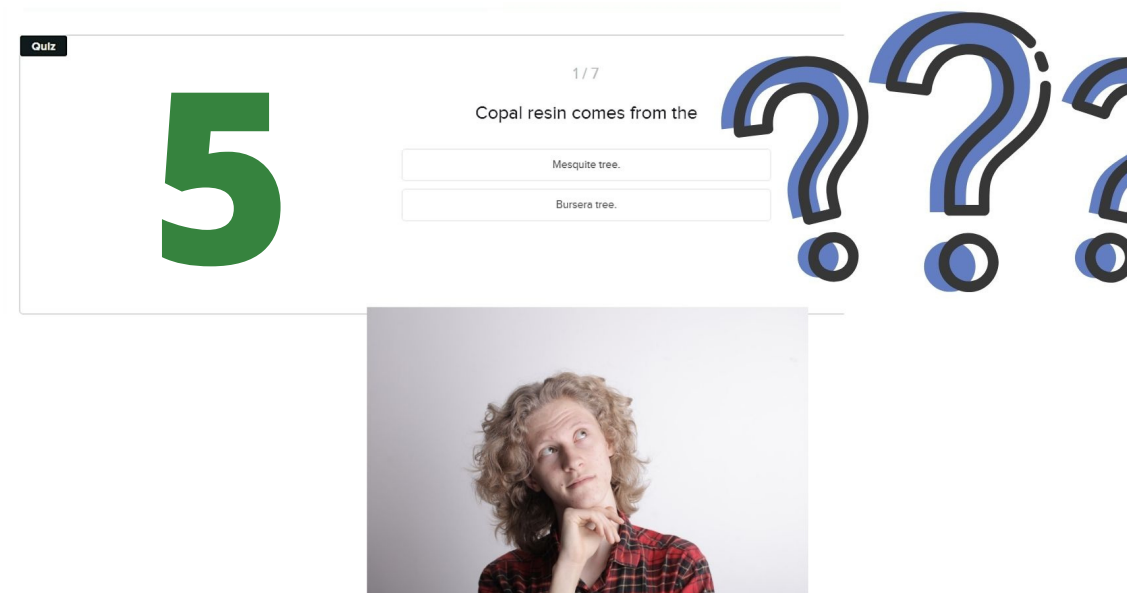 Quiz
1 / 7
5
Copal resin comes from the
Mesquite tree.
Bursera tree.
???